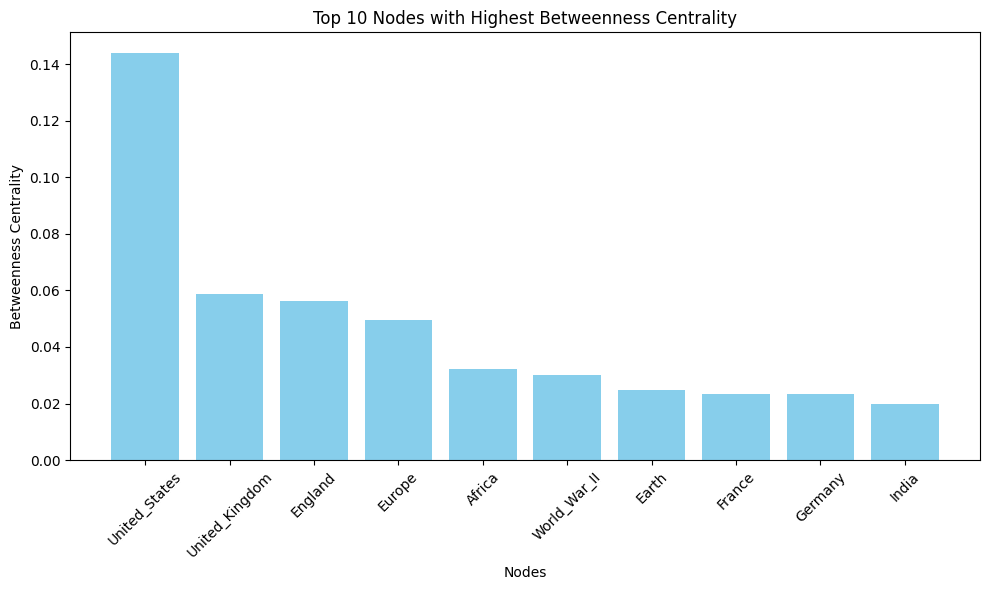 Top 10 Nodes with Highest Betweenness Centrality
Betweenness Centrality
0.14
0.12
0.10
0.08
0.06
0.04
0.02
0.00
United_States
United_Kingdom
England
Europe
Africa
World_War_II
Earth
France
Germany
India
Nodes